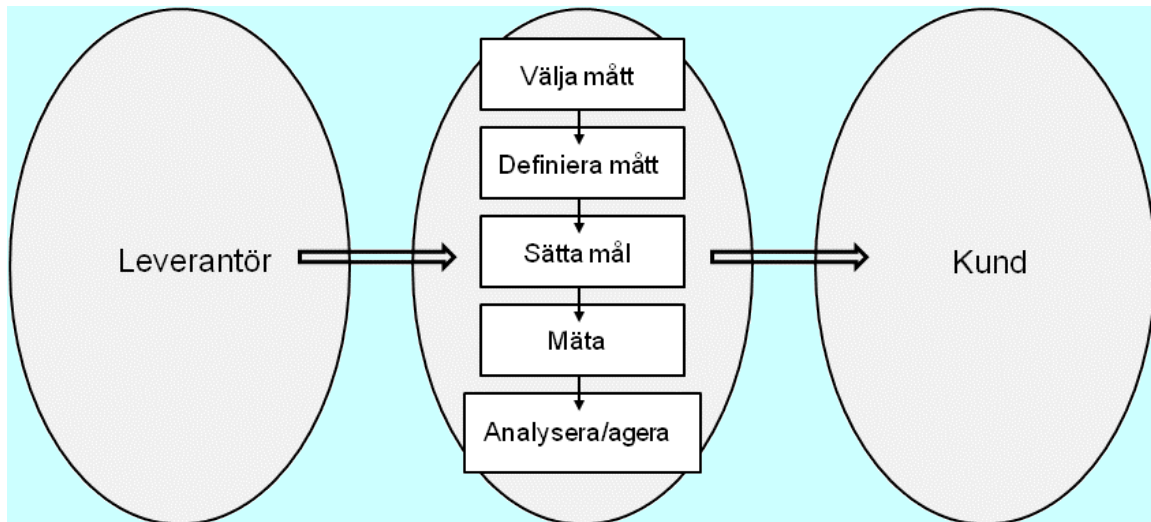 Leverantör
Välja mått
Definiera mått
Sätta mål
Mäta
Analysera/agera
Kund